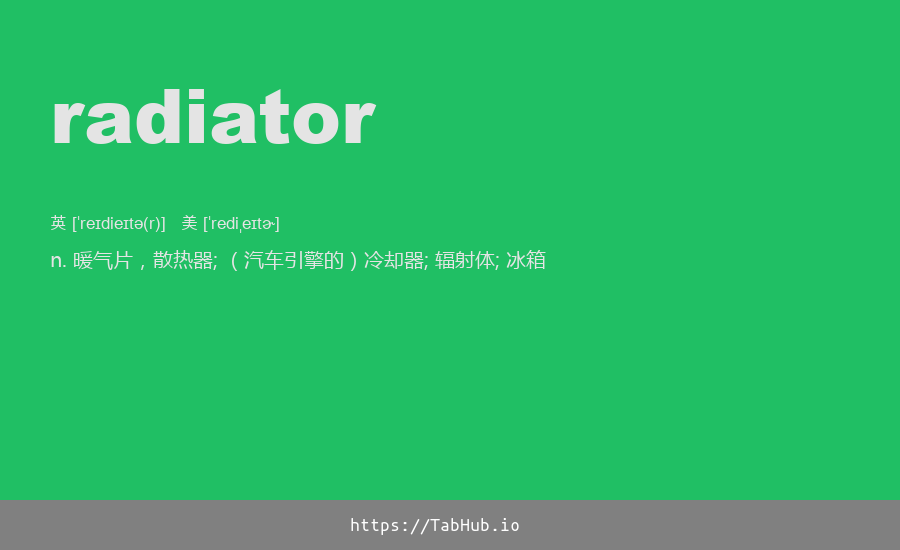 radiator
英 [ˈreɪdieɪtə(r)] 美 [ˈrediˌeɪtɚ]
n. 暖气片，散热器; （汽车引擎的）冷却器; 辐射体; 冰箱
https://TabHub.io